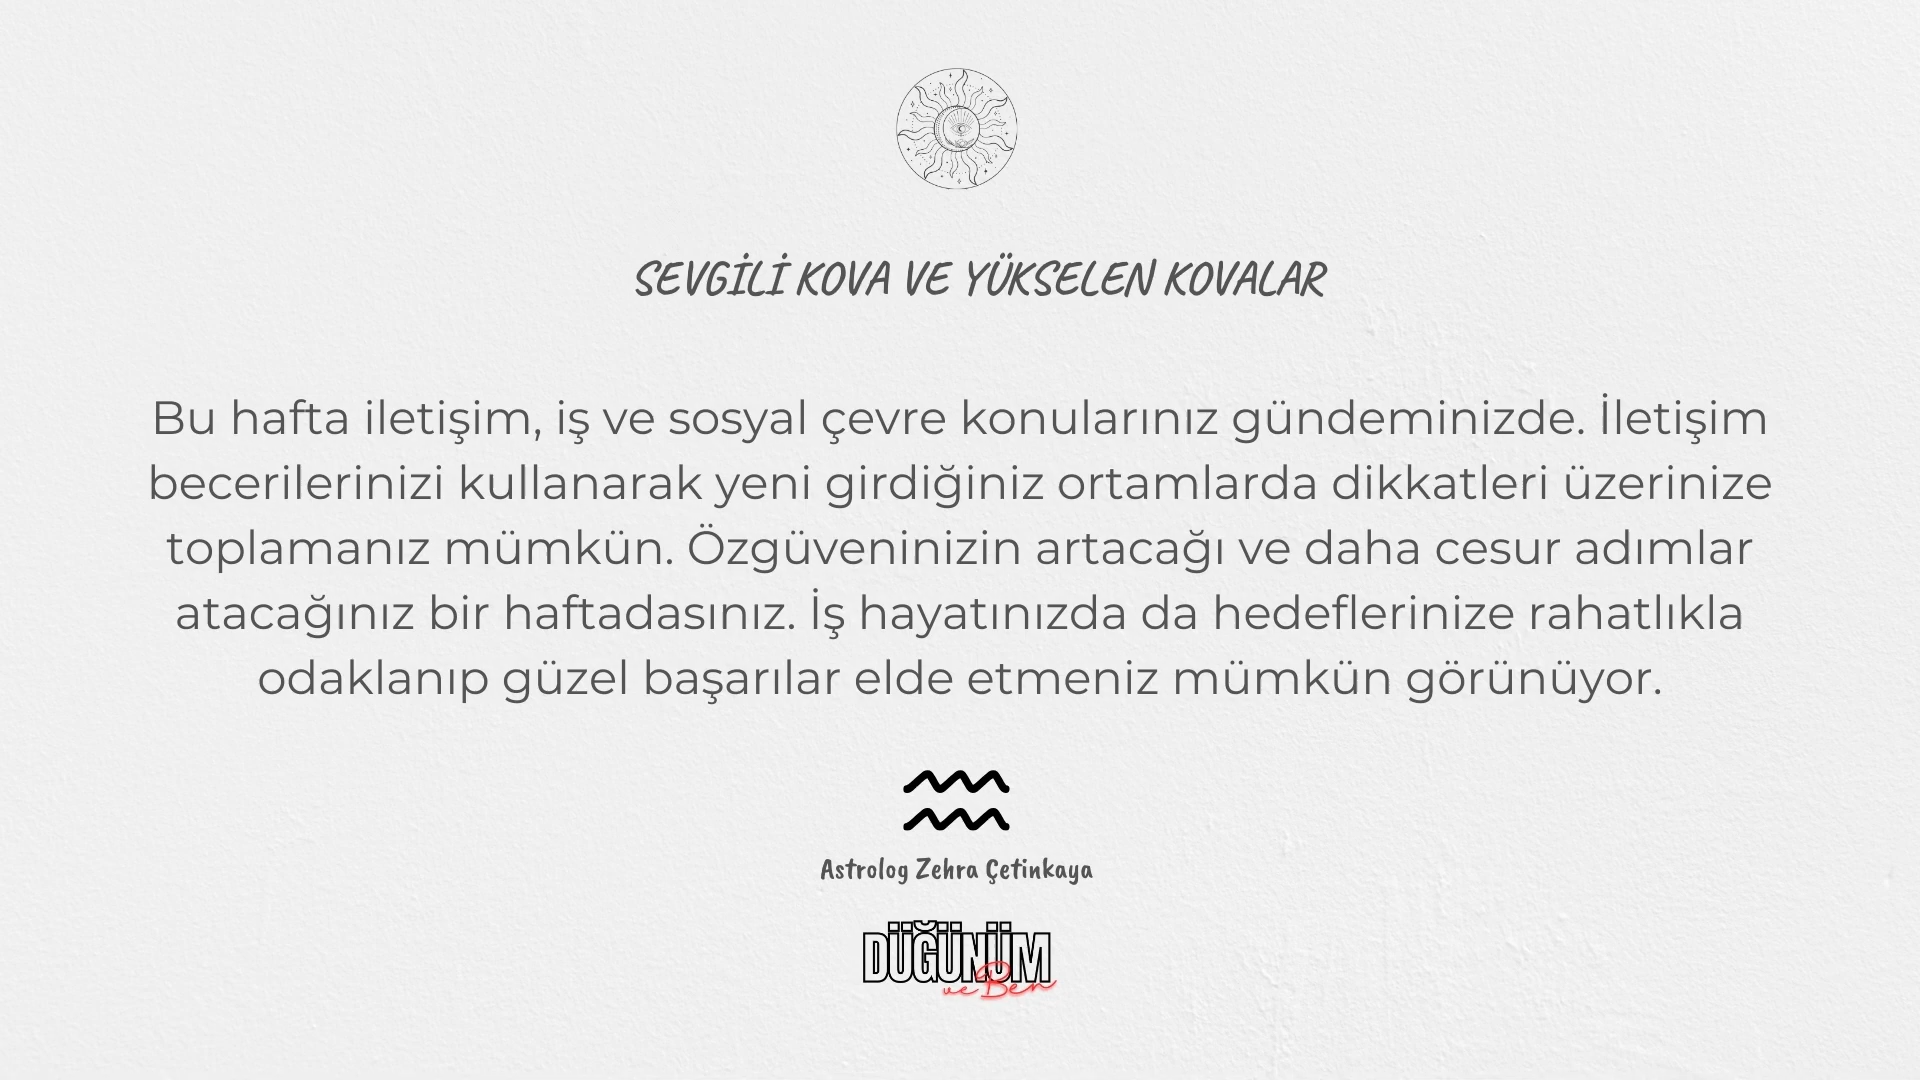 SEVGİLİ KOVA VE YÜKSELEN KOVALAR
Bu hafta iletişim, iş ve sosyal çevre konularınız gündeminizde. İletişim
becerilerinizi kullanarak yeni girdiğiniz ortamlarda dikkatleri üzerinize
toplamanız mümkün. Özgüveninizin artacağı ve daha cesur adımlar
atacağınız bir haftadasınız. İş hayatınızda da hedeflerinize rahatlıkla
odaklanıp güzel başarılar elde etmeniz mümkün görünüyor.
Astrolog Zehra Çetinkaya
DÜĞÜNÜM
ve Ben